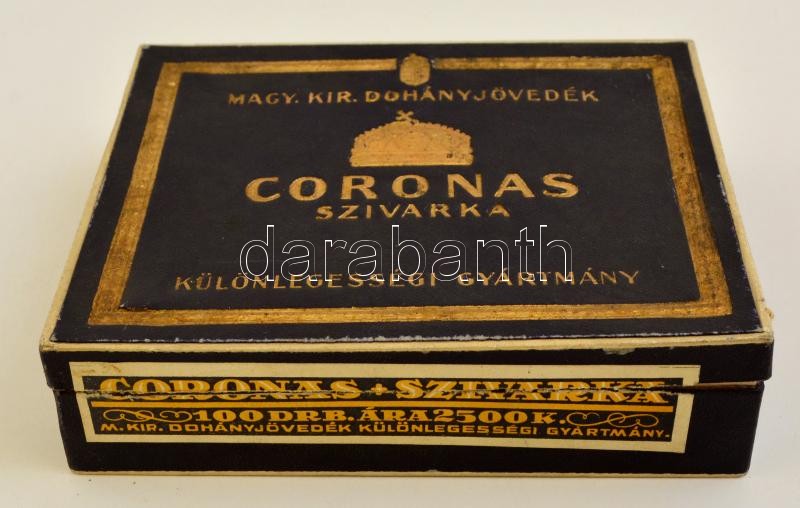 MAGY. KIR. DOHÁNYJÖVEDÉK
CORONAS
SZIVARKA
darabanth
KÜLÖNLEGESSÉGI GYÁRTMÁNY
CORONAS + SZIVARKA
100 DRB. ÁRA 2500 K.
M. KIR. DOHÁNYJÖVEDÉK KÜLÖNLEGESSÉGI GYÁRTMÁNY.